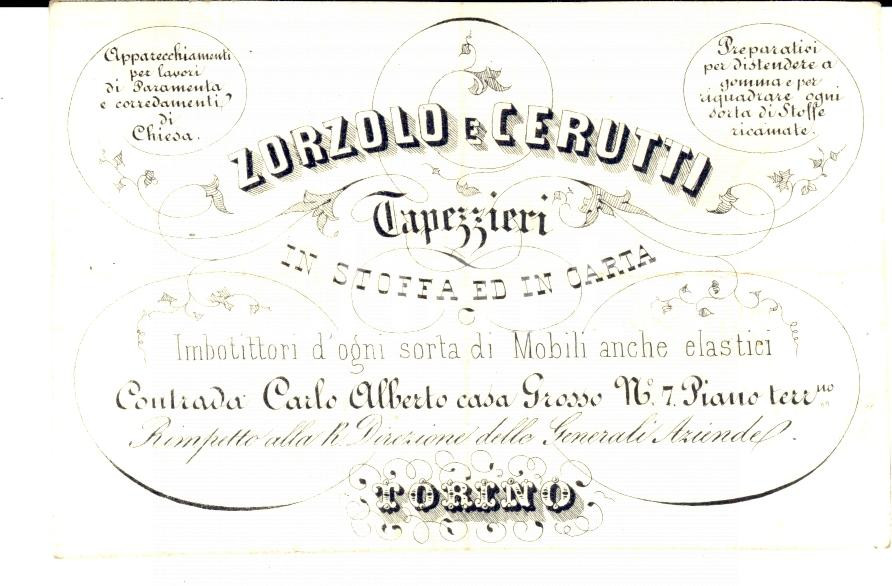 Apparecchiamenti
per lavori
di Paramenta
e corredamenti
di
Chiesa.
Preparativi
per distendere a
gomma e per
riquadrare ogni
sorta di Stoffe
ricamate.
ZORZOLO E CERUTTI
Tapezzieri
IN STOFFA ED IN CARTA
Imbottitori d'ogni sorta di Mobili anche elastici
Contrada Carlo Alberto casa Grosso N.º 7. Piano terr.no
Rimpetto alla R. Direzione delle Generali Aziende.
TORINO